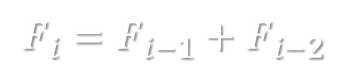 F_i = F_{i−1} + F_{i−2}